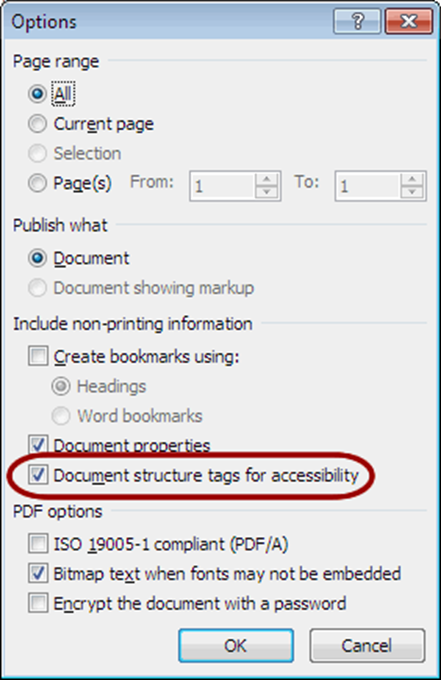 Options
Page range
All
Current page
Selection
Page(s) From: 1 To: 1
Publish what
Document
Document showing markup
Include non-printing information
Create bookmarks using:
Headings
Word bookmarks
Document properties
Document structure tags for accessibility
PDF options
ISO 19005-1 compliant (PDF/A)
Bitmap text when fonts may not be embedded
Encrypt the document with a password
OK Cancel